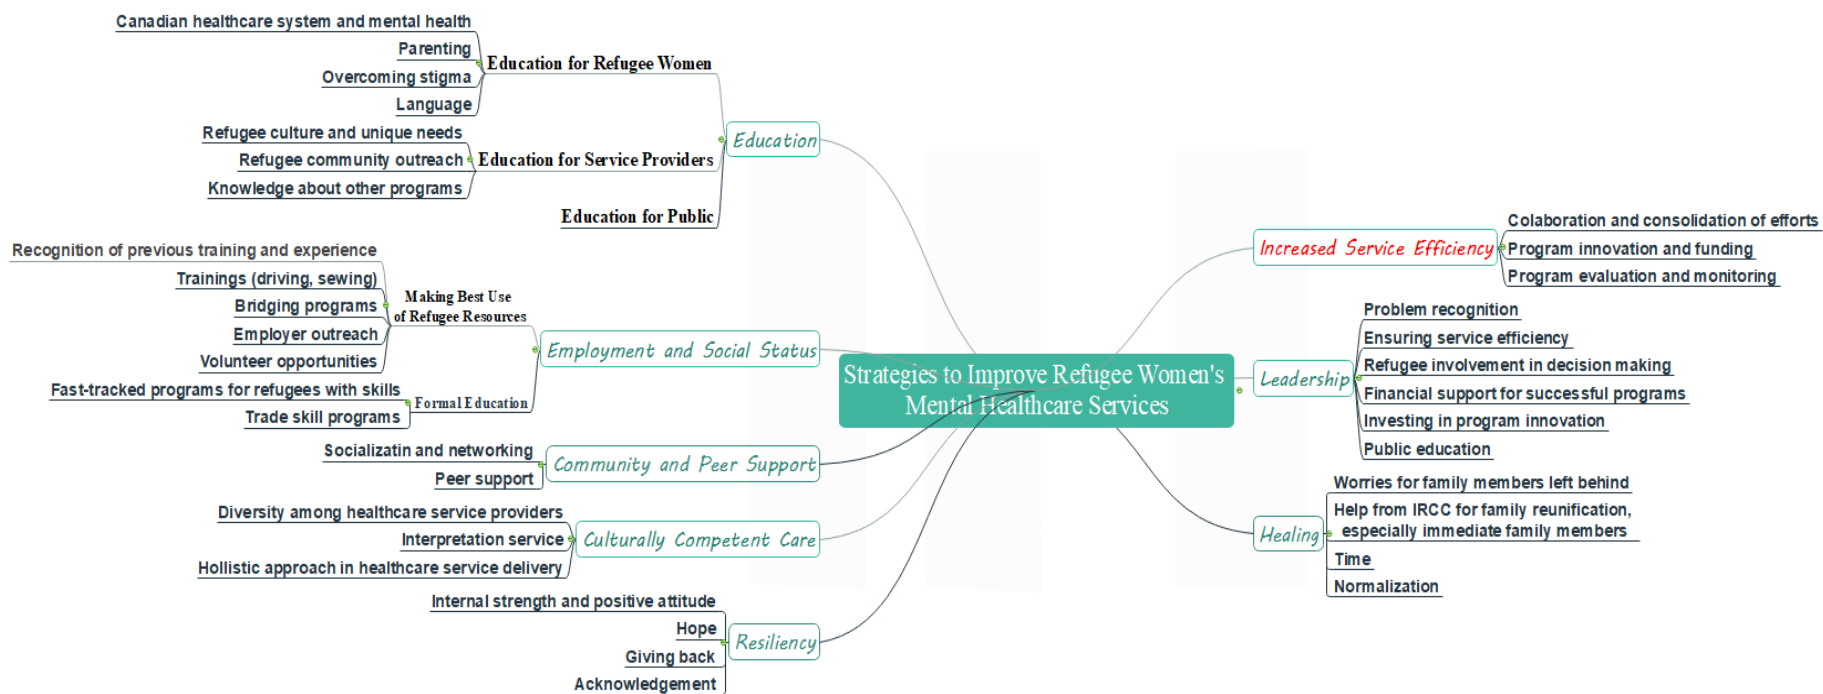 Strategies to Improve Refugee Women's
Mental Healthcare Services
Education
Education for Refugee Women
Canadian healthcare system and mental health
Parenting
Overcoming stigma
Language
Education for Service Providers
Refugee culture and unique needs
Refugee community outreach
Knowledge about other programs
Education for Public
Employment and Social Status
Making Best Use
of Refugee Resources
Recognition of previous training and experience
Trainings (driving, sewing)
Bridging programs
Employer outreach
Volunteer opportunities
Formal Education
Fast-tracked programs for refugees with skills
Trade skill programs
Community and Peer Support
Socializatin and networking
Peer support
Culturally Competent Care
Diversity among healthcare service providers
Interpretation service
Hollistic approach in healthcare service delivery
Resiliency
Internal strength and positive attitude
Hope
Giving back
Acknowledgement
Increased Service Efficiency
Colaboration and consolidation of efforts
Program innovation and funding
Program evaluation and monitoring
Leadership
Problem recognition
Ensuring service efficiency
Refugee involvement in decision making
Financial support for successful programs
Investing in program innovation
Public education
Healing
Worries for family members left behind
Help from IRCC for family reunification,
especially immediate family members
Time
Normalization